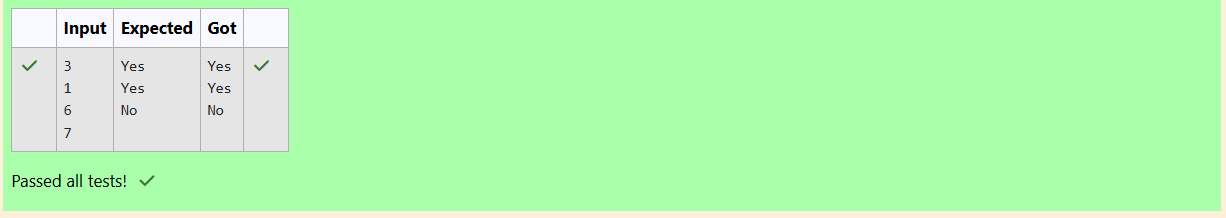 Input Expected Got
3 Yes Yes
1 Yes Yes
6 No No
7
Passed all tests!